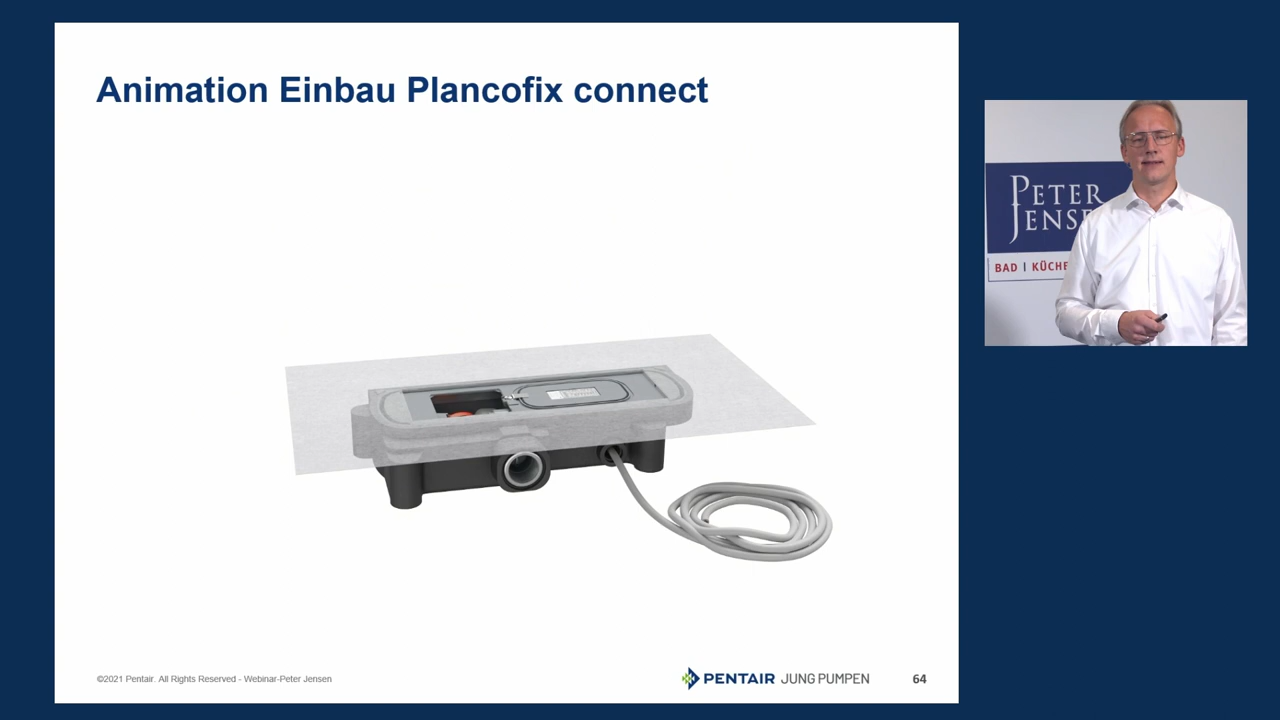 Animation Einbau Plancofix connect
PETER
JENSE
BAD | KÜCHE
©2021 Pentair. All Rights Reserved - Webinar-Peter Jensen
PENTAIR JUNG PUMPEN
64